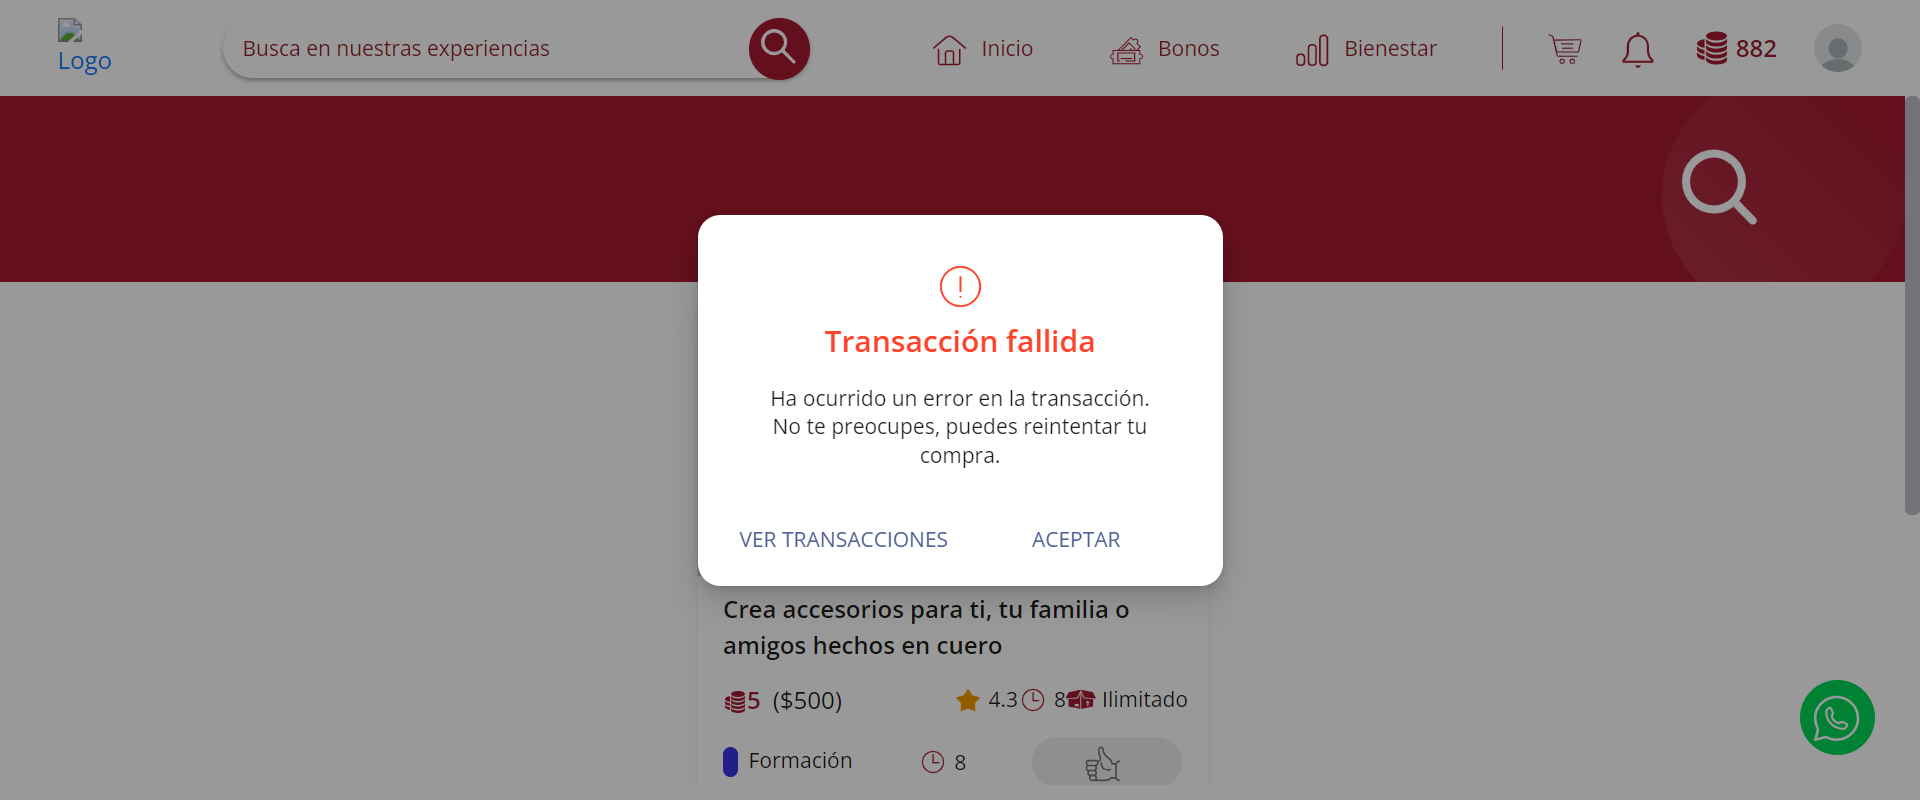 Logo
Busca en nuestras experiencias
Inicio
Bonos
Bienestar
882
Transacción fallida
Ha ocurrido un error en la transacción.
No te preocupes, puedes reintentar tu
compra.
VER TRANSACCIONES
ACEPTAR
Crea accesorios para ti, tu familia o
amigos hechos en cuero
5 ($500)
4.3
8
Ilimitado
Formación
8